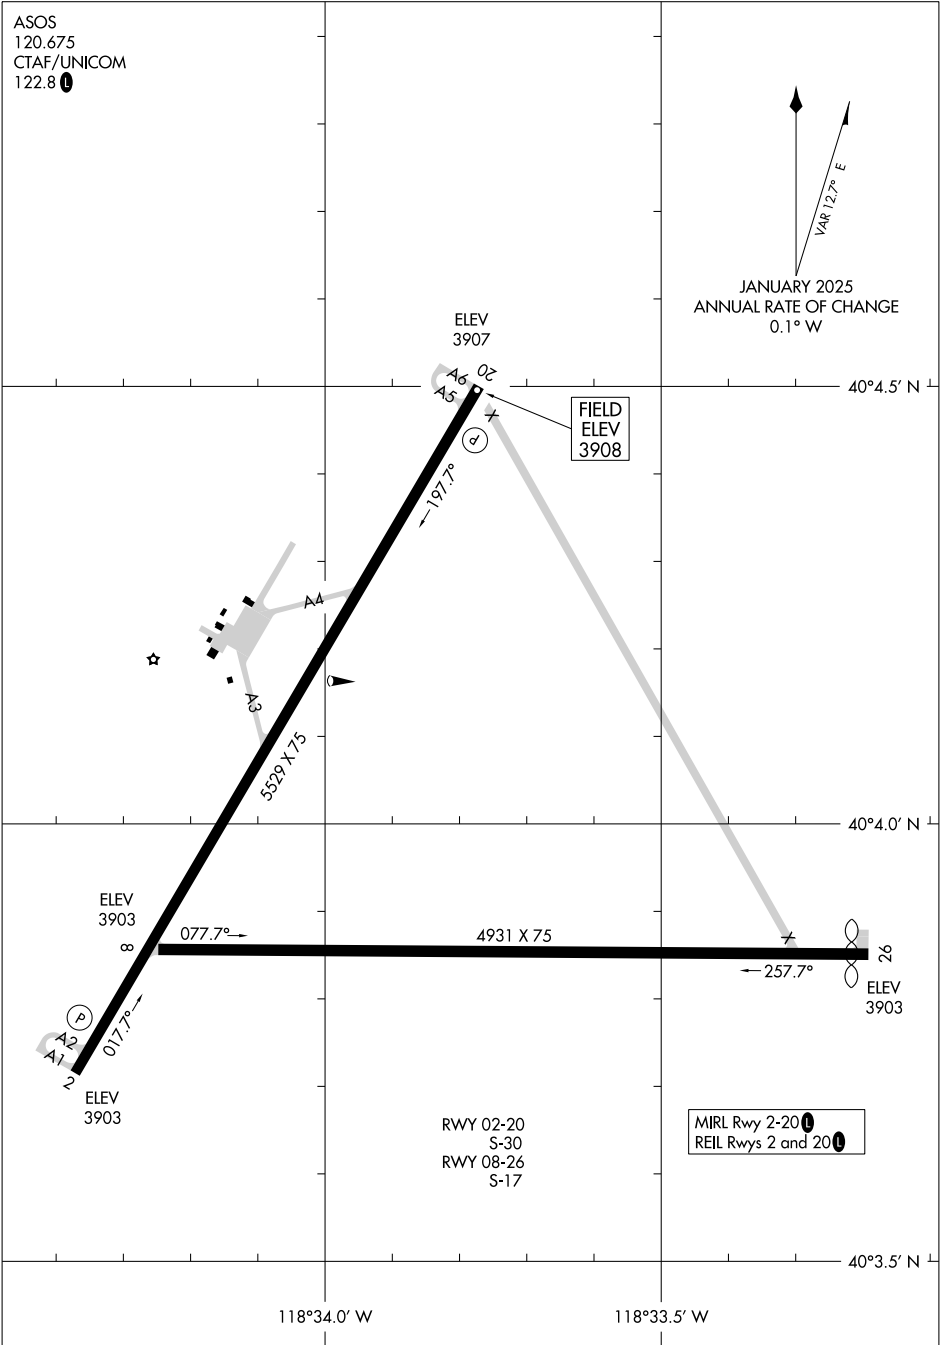 ASOS
120.675
CTAF/UNICOM
122.8 L
VAR 12.7° E
JANUARY 2025
ANNUAL RATE OF CHANGE
0.1° W
ELEV
3907
20
A6
A5
40°4.5' N
FIELD
ELEV
3908
P
197.7°
A4
A3
5529 X 75
40°4.0' N
ELEV
3903
8
077.7°
4931 X 75
26
257.7°
ELEV
3903
P
017.7°
A2
A1
2
ELEV
3903
RWY 02-20
S-30
RWY 08-26
S-17
MIRL Rwy 2-20 L
REIL Rwys 2 and 20 L
40°3.5' N
118°34.0' W
118°33.5' W